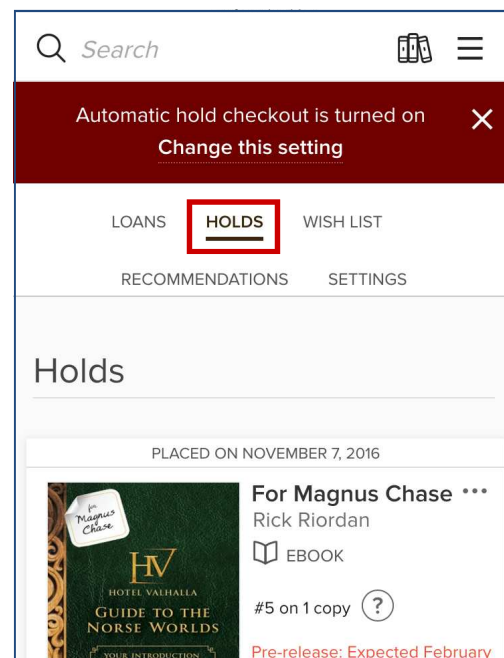 Search
Automatic hold checkout is turned on
Change this setting
LOANS HOLDS WISH LIST
RECOMMENDATIONS SETTINGS
Holds
PLACED ON NOVEMBER 7, 2016
for
Magnus
Chase
HV
HOTEL VALHALLA
GUIDE TO THE
NORSE WORLDS
YOUR INTRODUCTION
For Magnus Chase
Rick Riordan
EBOOK
#5 on 1 copy ?
Pre-release: Expected February